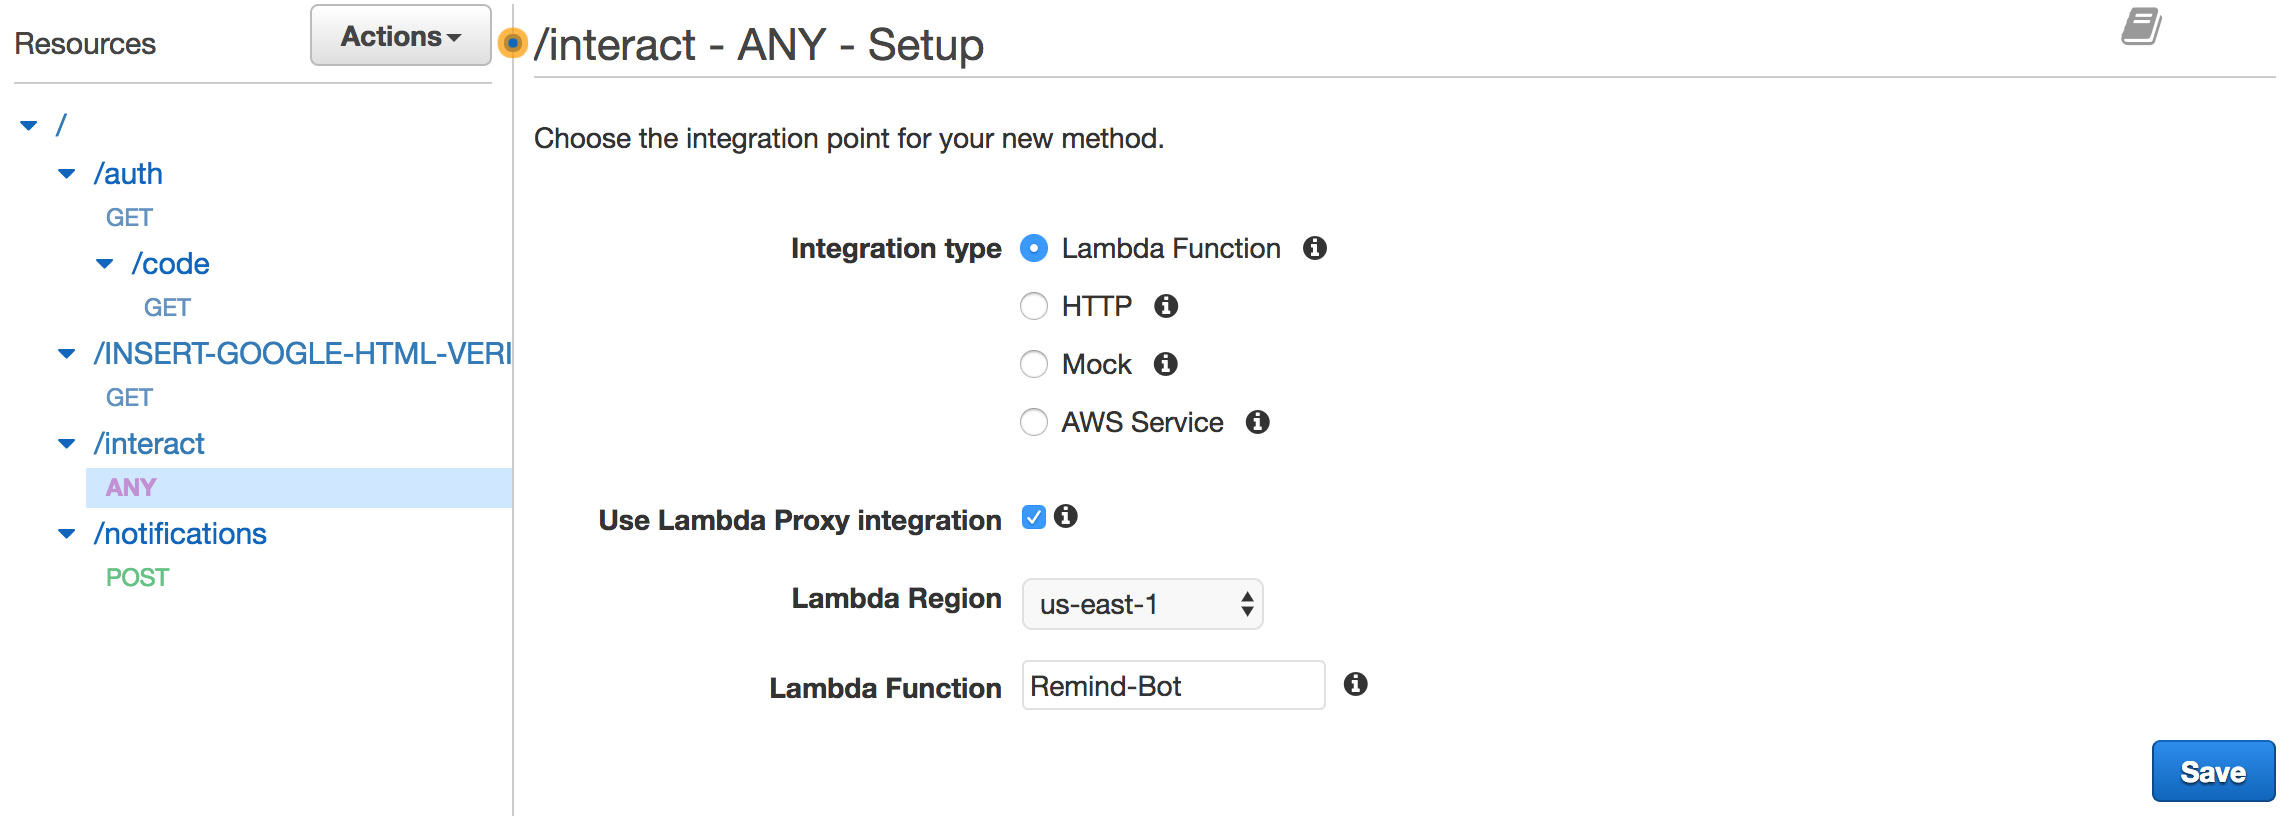 Resources
Actions
/
/auth
GET
/code
GET
/INSERT-GOOGLE-HTML-VERI
GET
/interact
ANY
/notifications
POST
/interact - ANY - Setup
Choose the integration point for your new method.
Integration type
Lambda Function
HTTP
Mock
AWS Service
Use Lambda Proxy integration
Lambda Region
us-east-1
Lambda Function
Remind-Bot
Save